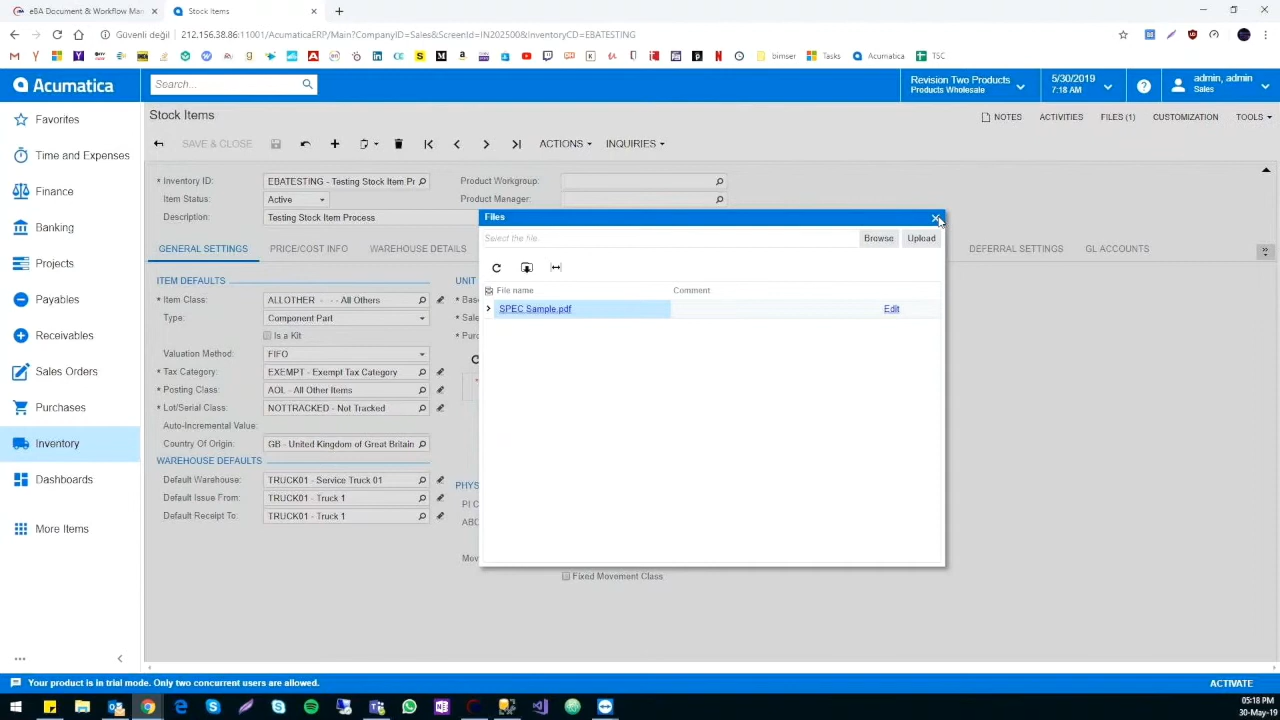 eBA Document & Workflow Mar
Stock Items
Güvenli değil
212.156.38.86:11001/AcumaticaERP/Main?CompanyID=Sales&ScreenId=IN202500&InventoryCD=EBATESTING
bimser
Tasks
Acumatica
TSC
Acumatica
Search...
Revision Two Products
Products Wholesale
5/30/2019
7:18 AM
admin, admin
Sales
Favorites
Time and Expenses
Finance
Banking
Projects
Payables
Receivables
Sales Orders
Purchases
Inventory
Dashboards
More Items
Stock Items
NOTES
ACTIVITIES
FILES (1)
CUSTOMIZATION
TOOLS
SAVE & CLOSE
ACTIONS
INQUIRIES
* Inventory ID:
EBATESTING - Testing Stock Item Pr
Product Workgroup:
Item Status:
Active
Product Manager:
Description:
Testing Stock Item Process
GENERAL SETTINGS
PRICE/COST INFO
WAREHOUSE DETAILS
DEFERRAL SETTINGS
GL ACCOUNTS
ITEM DEFAULTS
UNIT
* Item Class:
ALLOTHER - - - All Others
* Bas
Type:
Component Part
* Sale
Is a Kit
* Purc
Valuation Method:
FIFO
* Tax Category:
EXEMPT - Exempt Tax Category
* Posting Class:
AOL - All Other Items
* Lot/Serial Class:
NOTTRACKED - Not Tracked
Auto-Incremental Value:
Country Of Origin:
GB - United Kingdom of Great Britain
WAREHOUSE DEFAULTS
Default Warehouse:
TRUCK01 - Service Truck 01
PHYS
Default Issue From:
TRUCK01 - Truck 1
PI C
Default Receipt To:
TRUCK01 - Truck 1
ABC
Mov
Fixed Movement Class
Files
Select the file.
Browse
Upload
File name
Comment
SPEC Sample.pdf
Edit
Your product is in trial mode. Only two concurrent users are allowed.
ACTIVATE
05:18 PM
30-May-19